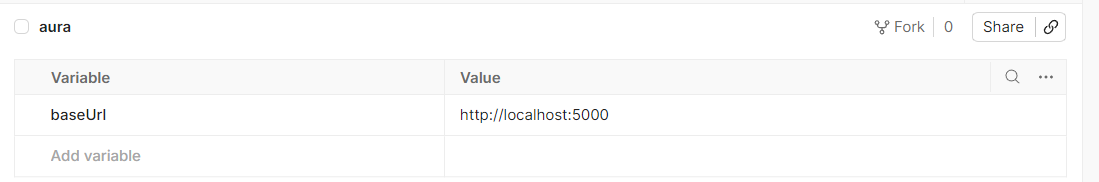 aura Fork 0 Share
Variable Value
baseUrl http://localhost:5000
Add variable